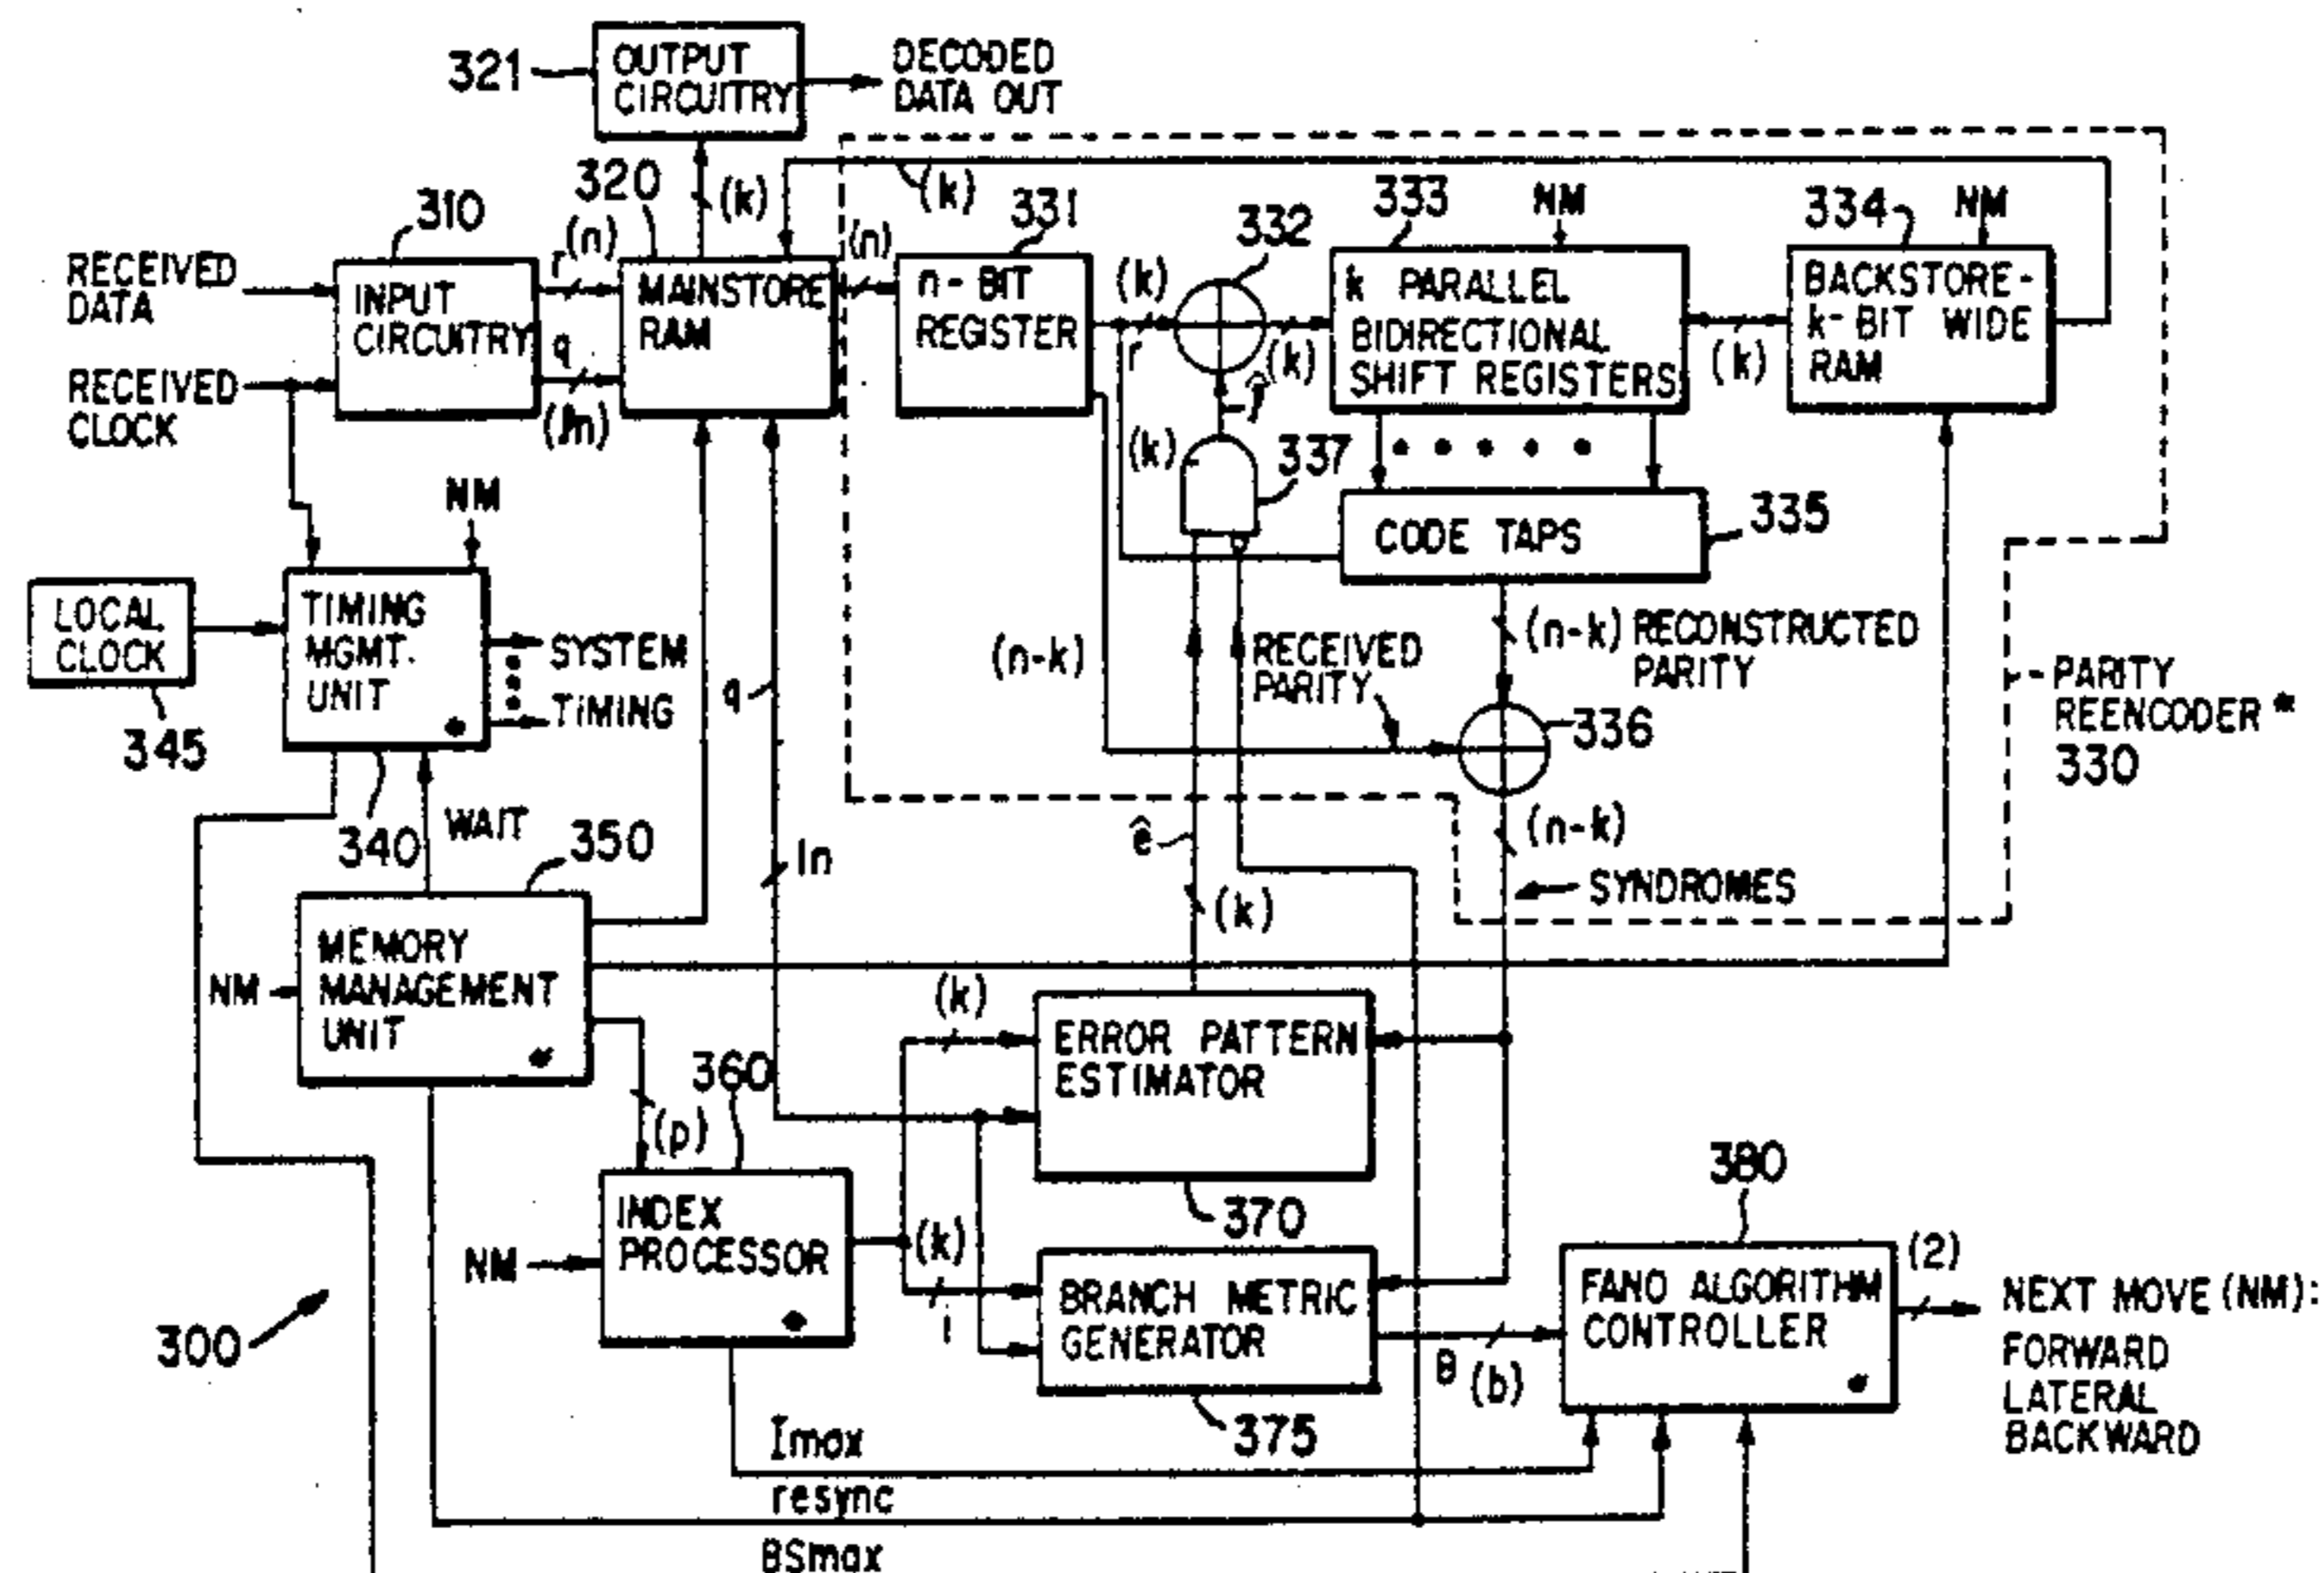 321
OUTPUT
CIRCUITRY
DECODED
DATA OUT
320
(k)
(k)
310
(n)
r
(n)
331
332
333
NM
334
NM
RECEIVED
DATA
INPUT
CIRCUITRY
MAINSTORE
RAM
n-BIT
REGISTER
(k)
r
(k)
k PARALLEL
BIDIRECTIONAL
SHIFT REGISTERS
(k)
BACKSTORE-
k-BIT WIDE
RAM
RECEIVED
CLOCK
q
(ln)
(k)
337
NM
CODE TAPS
335
LOCAL
CLOCK
345
TIMING
MGMT.
UNIT
SYSTEM
TIMING
340
WAIT
q
(n-k)
RECEIVED
PARITY
(n-k) RECONSTRUCTED
PARITY
336
PARITY
REENCODER *
330
350
ln
ê
(k)
(n-k)
SYNDROMES
NM
MEMORY
MANAGEMENT
UNIT
(p)
360
(k)
ERROR PATTERN
ESTIMATOR
370
NM
INDEX
PROCESSOR
(k)
i
BRANCH METRIC
GENERATOR
375
B
(b)
380
FANO ALGORITHM
CONTROLLER
(2)
NEXT MOVE (NM):
FORWARD
LATERAL
BACKWARD
300
Imax
resync
BSmax